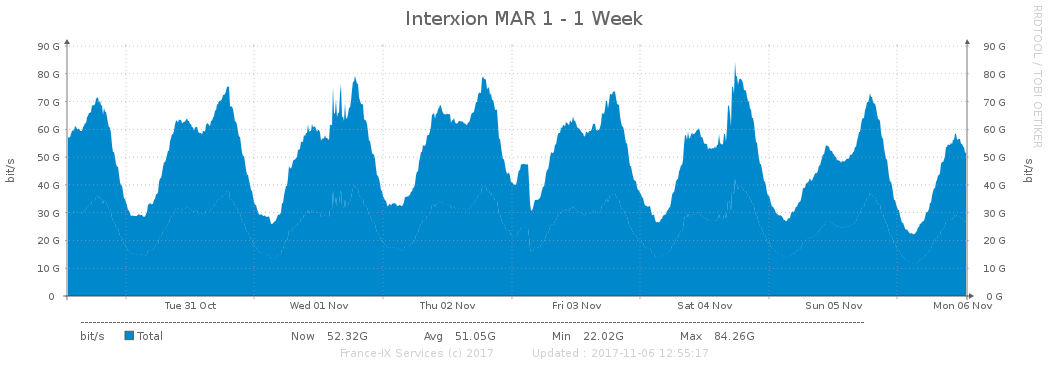 Interxion MAR 1 - 1 Week
RRDTOOL / TOBI OETIKER
bit/s
90 G
80 G
70 G
60 G
50 G
40 G
30 G
20 G
10 G
0
90 G
80 G
70 G
60 G
50 G
40 G
30 G
20 G
10 G
0 G
bit/s
Tue 31 Oct Wed 01 Nov Thu 02 Nov Fri 03 Nov Sat 04 Nov Sun 05 Nov Mon 06 Nov
bit/s Total Now 52.32G Avg 51.05G Min 22.02G Max 84.26G
France-IX Services (c) 2017 Updated : 2017-11-06 12:55:17